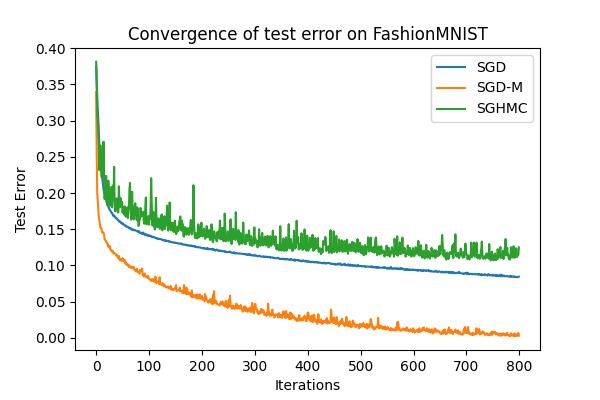 Convergence of test error on FashionMNIST
0.40
0.35
0.30
0.25
0.20
0.15
0.10
0.05
0.00
Test Error
SGD
SGD-M
SGHMC
0 100 200 300 400 500 600 700 800
Iterations